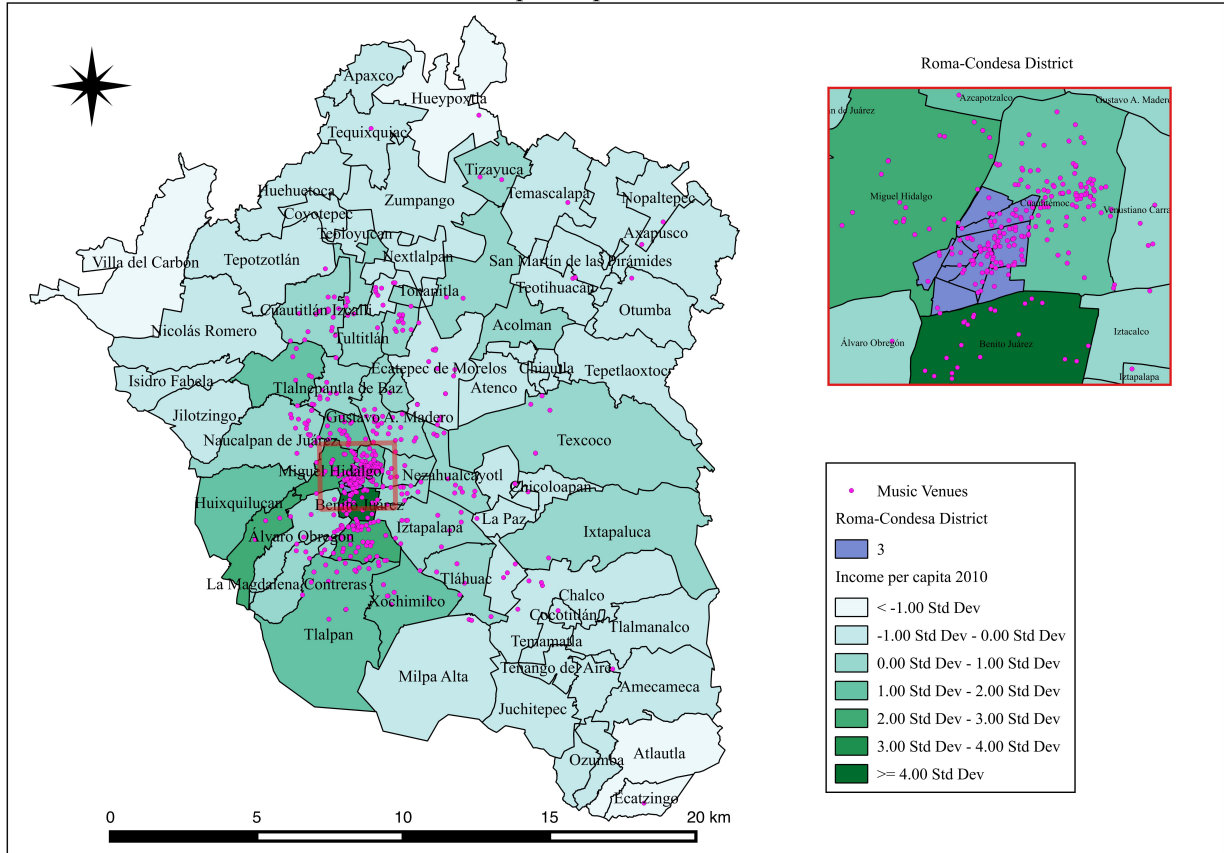 Apaxco
Hueypoxtla
Tequixquiac
Tizayuca
Huehuetoca
Zumpango
Temascalapa
Nopaltepec
Coyotepec
Axapusco
Teoloyucan
Villa del Carbón
Tepotzotlán
Nextlalpan
San Martín de las Pirámides
Tonanitla
Teotihuacán
Cuautitlán Izcalli
Otumba
Nicolás Romero
Tultitlán
Acolman
Ecatepec de Morelos
Chiautla
Isidro Fabela
Tlalnepantla de Baz
Atenco
Tepetlaoxtoc
Jilotzingo
Gustavo A. Madero
Naucalpan de Juárez
Texcoco
Miguel Hidalgo
Nezahualcóyotl
Chicoloapan
Huixquilucan
Benito Juárez
La Paz
Iztapalapa
Ixtapaluca
Álvaro Obregón
La Magdalena Contreras
Tláhuac
Chalco
Xochimilco
Cocotitlán
Tlalmanalco
Tlalpan
Temamatla
Tenango del Aire
Milpa Alta
Amecameca
Juchitepec
Atlautla
Ozumba
Ecatzingo
0 5 10 15 20 km
Roma-Condesa District
Azcapotzalco
Gustavo A. Madero
n de Juárez
Miguel Hidalgo
Cuauhtémoc
Venustiano Carra
Álvaro Obregón
Benito Juárez
Iztacalco
Iztapalapa
Music Venues
Roma-Condesa District
3
Income per capita 2010
< -1.00 Std Dev
-1.00 Std Dev - 0.00 Std Dev
0.00 Std Dev - 1.00 Std Dev
1.00 Std Dev - 2.00 Std Dev
2.00 Std Dev - 3.00 Std Dev
3.00 Std Dev - 4.00 Std Dev
>= 4.00 Std Dev